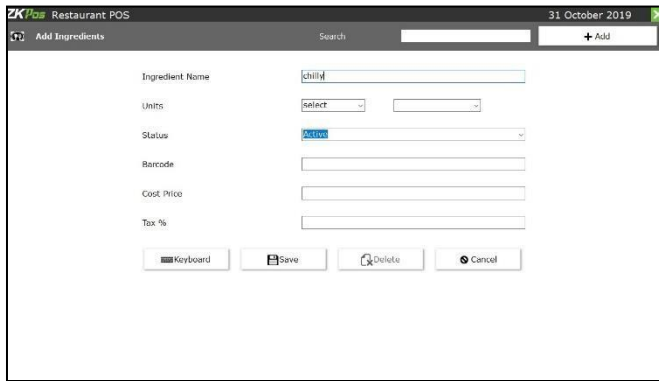 ZKPos Restaurant POS 31 October 2019
Add Ingredients Search + Add
Ingredient Name chilly
Units select
Status Active
Barcode
Cost Price
Tax %
Keyboard Save Delete Cancel